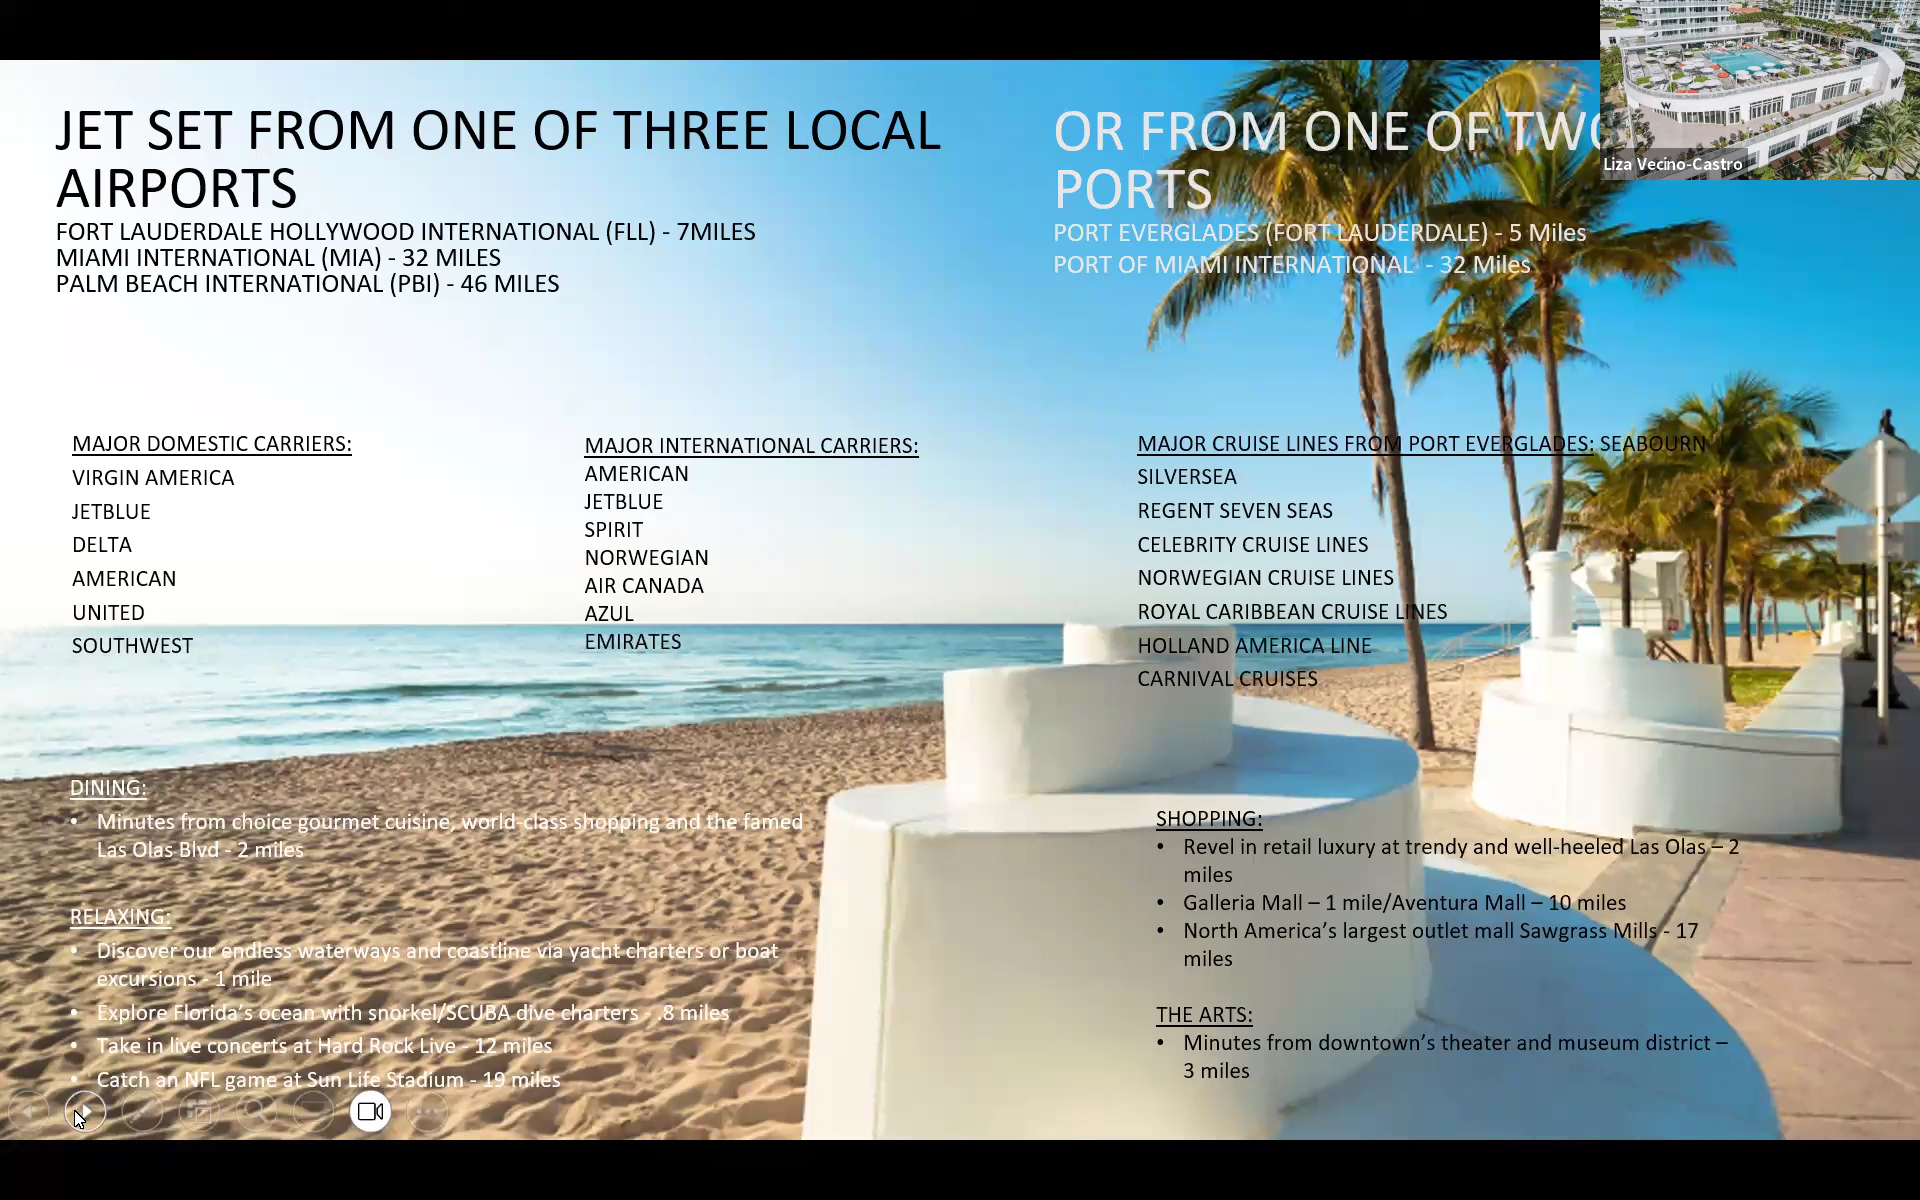 JET SET FROM ONE OF THREE LOCAL
AIRPORTS
FORT LAUDERDALE HOLLYWOOD INTERNATIONAL (FLL) - 7MILES
MIAMI INTERNATIONAL (MIA) - 32 MILES
PALM BEACH INTERNATIONAL (PBI) - 46 MILES
OR FROM ONE OF
PORTS
PORT EVERGLADES (FORT LAUDERDALE) - 5 Miles
PORT OF MIAMI INTERNATIONAL - 32 Miles
W
W
Liza Vecino-Castro
MAJOR DOMESTIC CARRIERS:
VIRGIN AMERICA
JETBLUE
DELTA
AMERICAN
UNITED
SOUTHWEST
MAJOR INTERNATIONAL CARRIERS:
AMERICAN
JETBLUE
SPIRIT
NORWEGIAN
AIR CANADA
AZUL
EMIRATES
MAJOR CRUISE LINES FROM PORT EVERGLADES: SEABOURN
SILVERSEA
REGENT SEVEN SEAS
CELEBRITY CRUISE LINES
NORWEGIAN CRUISE LINES
ROYAL CARIBBEAN CRUISE LINES
HOLLAND AMERICA LINE
CARNIVAL CRUISES
DINING:
• Minutes from choice gourmet cuisine, world-class shopping and the famed
Las Olas Blvd - 2 miles
RELAXING:
• Discover our endless waterways and coastline via yacht charters or boat
excursions - 1 mile
• Explore Florida's ocean with snorkel/SCUBA dive charters - .8 miles
• Take in live concerts at Hard Rock Live - 12 miles
• Catch an NFL game at Sun Life Stadium - 19 miles
SHOPPING:
• Revel in retail luxury at trendy and well-heeled Las Olas – 2
miles
• Galleria Mall – 1 mile/Aventura Mall – 10 miles
• North America's largest outlet mall Sawgrass Mills - 17
miles
THE ARTS:
• Minutes from downtown's theater and museum district –
3 miles